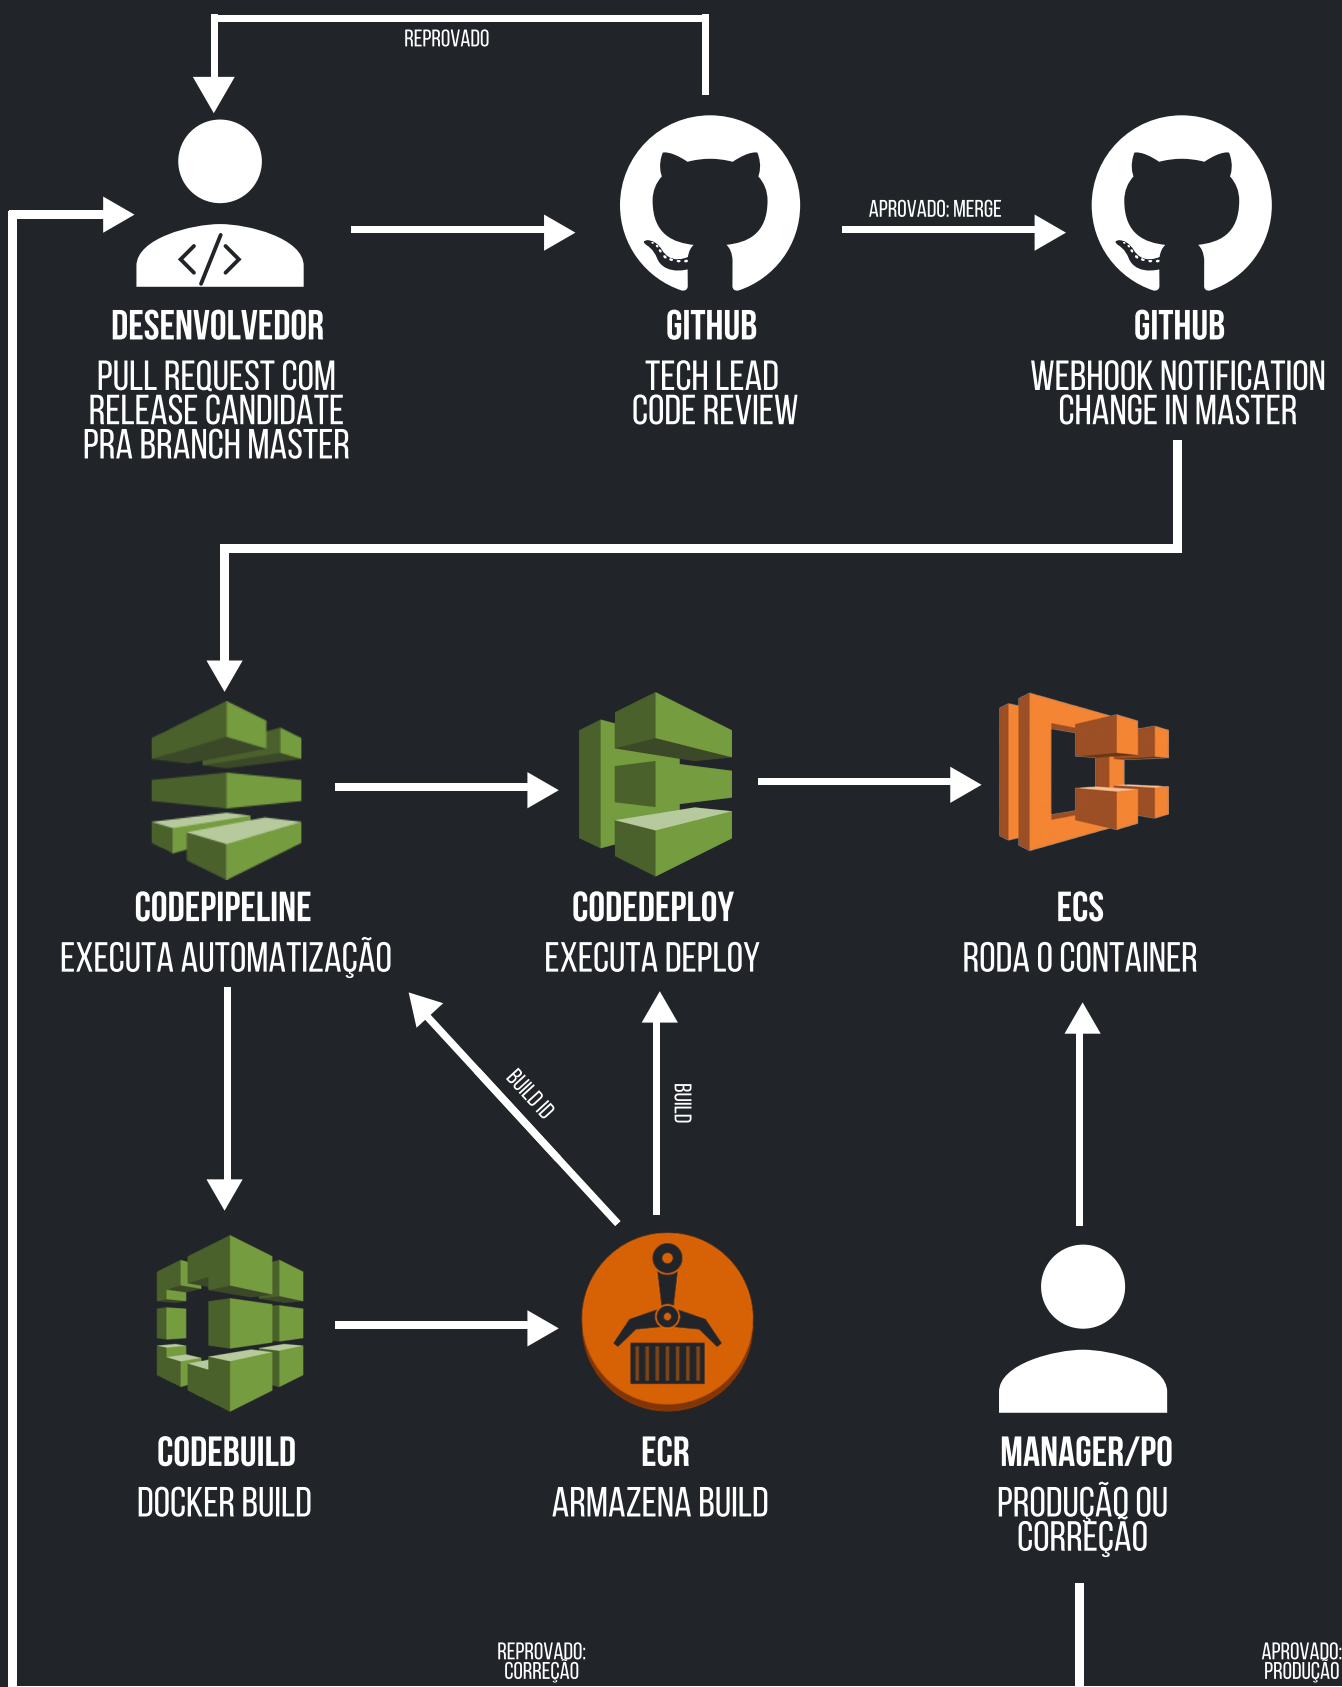 REPROVADO
APROVADO: MERGE
DESENVOLVEDOR
PULL REQUEST COM
RELEASE CANDIDATE
PRA BRANCH MASTER
GITHUB
TECH LEAD
CODE REVIEW
GITHUB
WEBHOOK NOTIFICATION
CHANGE IN MASTER
CODEPIPELINE
EXECUTA AUTOMATIZAÇÃO
CODEDEPLOY
EXECUTA DEPLOY
ECS
RODA O CONTAINER
BUILD ID
BUILD
CODEBUILD
DOCKER BUILD
ECR
ARMAZENA BUILD
MANAGER/PO
PRODUÇÃO OU
CORREÇÃO
REPROVADO:
CORREÇÃO
APROVADO:
PRODUÇÃO